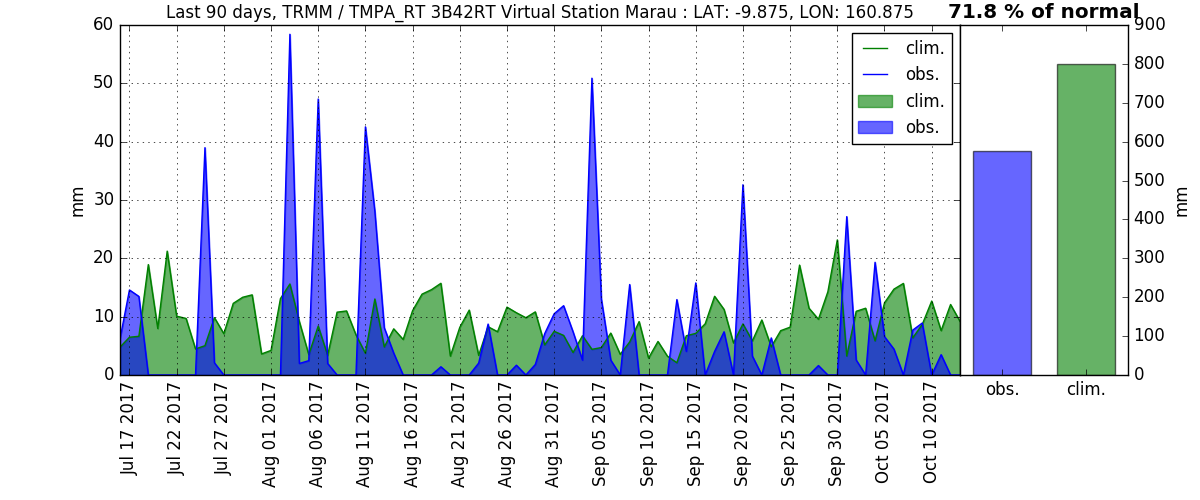 Last 90 days, TRMM / TMPA_RT 3B42RT Virtual Station Marau : LAT: -9.875, LON: 160.875
71.8 % of normal
60
50
40
30
20
10
0
mm
clim.
obs.
clim.
obs.
900
800
700
600
500
400
300
200
100
0
mm
obs.
clim.
Jul 17 2017
Jul 22 2017
Jul 27 2017
Aug 01 2017
Aug 06 2017
Aug 11 2017
Aug 16 2017
Aug 21 2017
Aug 26 2017
Aug 31 2017
Sep 05 2017
Sep 10 2017
Sep 15 2017
Sep 20 2017
Sep 25 2017
Sep 30 2017
Oct 05 2017
Oct 10 2017